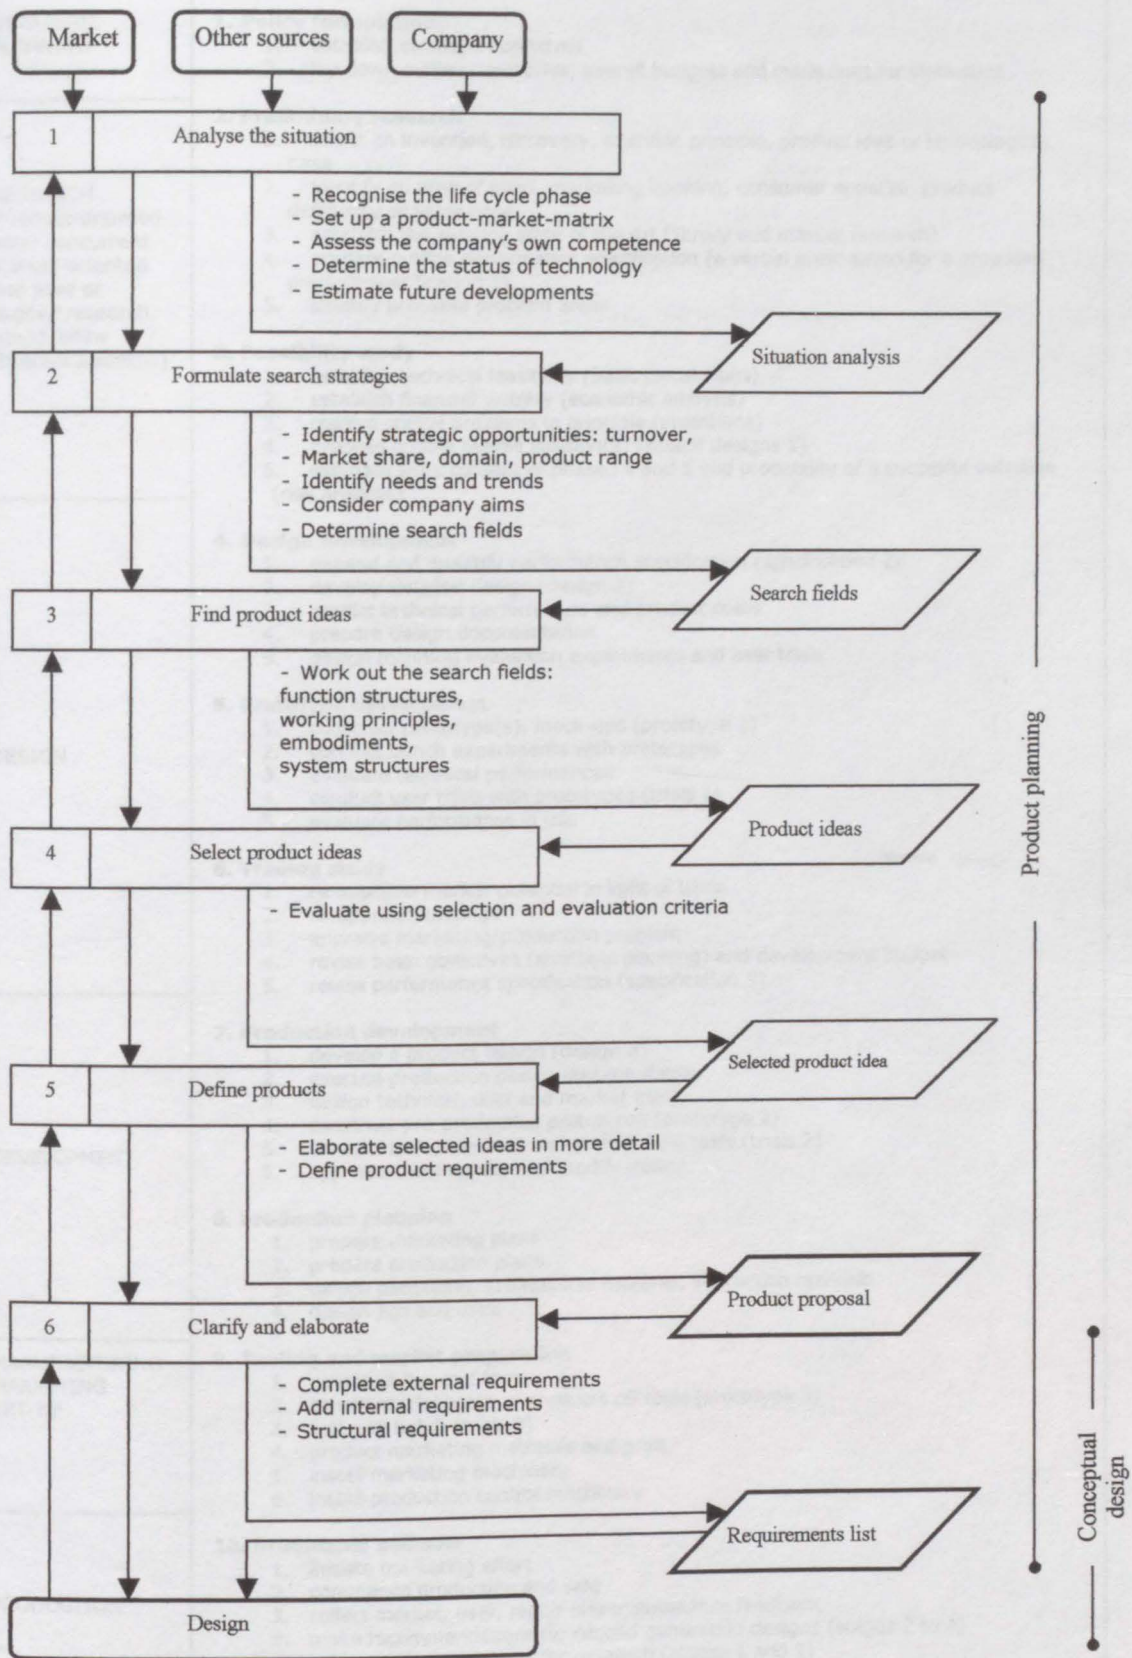 Market
Other sources
Company
1
Analyse the situation
- Recognise the life cycle phase
- Set up a product-market-matrix
- Assess the company's own competence
- Determine the status of technology
- Estimate future developments
Situation analysis
2
Formulate search strategies
- Identify strategic opportunities: turnover,
- Market share, domain, product range
- Identify needs and trends
- Consider company aims
- Determine search fields
Search fields
3
Find product ideas
- Work out the search fields:
function structures,
working principles,
embodiments,
system structures
Product ideas
4
Select product ideas
- Evaluate using selection and evaluation criteria
Selected product idea
5
Define products
- Elaborate selected ideas in more detail
- Define product requirements
Product proposal
6
Clarify and elaborate
- Complete external requirements
- Add internal requirements
- Structural requirements
Requirements list
Design
Product planning
Conceptual
design